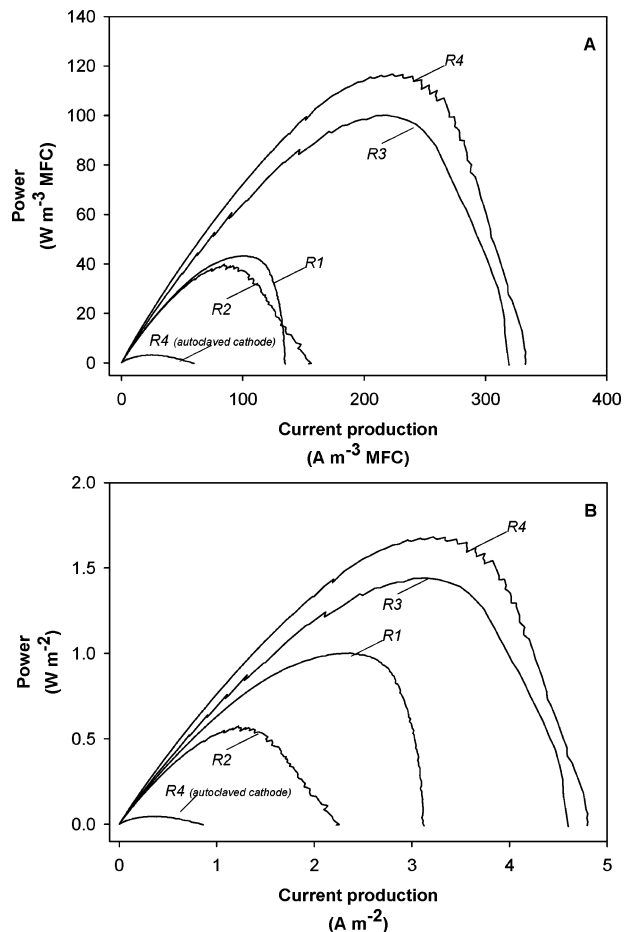 140
A
120
R4
100
R3
80
Power
(W m-3 MFC)
60
40
R1
R2
20
R4 (autoclaved cathode)
0
0 100 200 300 400
Current production
(A m-3 MFC)
2.0
B
R4
1.5
R3
R1
1.0
Power
(W m-2)
0.5
R2
R4 (autoclaved cathode)
0.0
0 1 2 3 4 5
Current production
(A m-2)